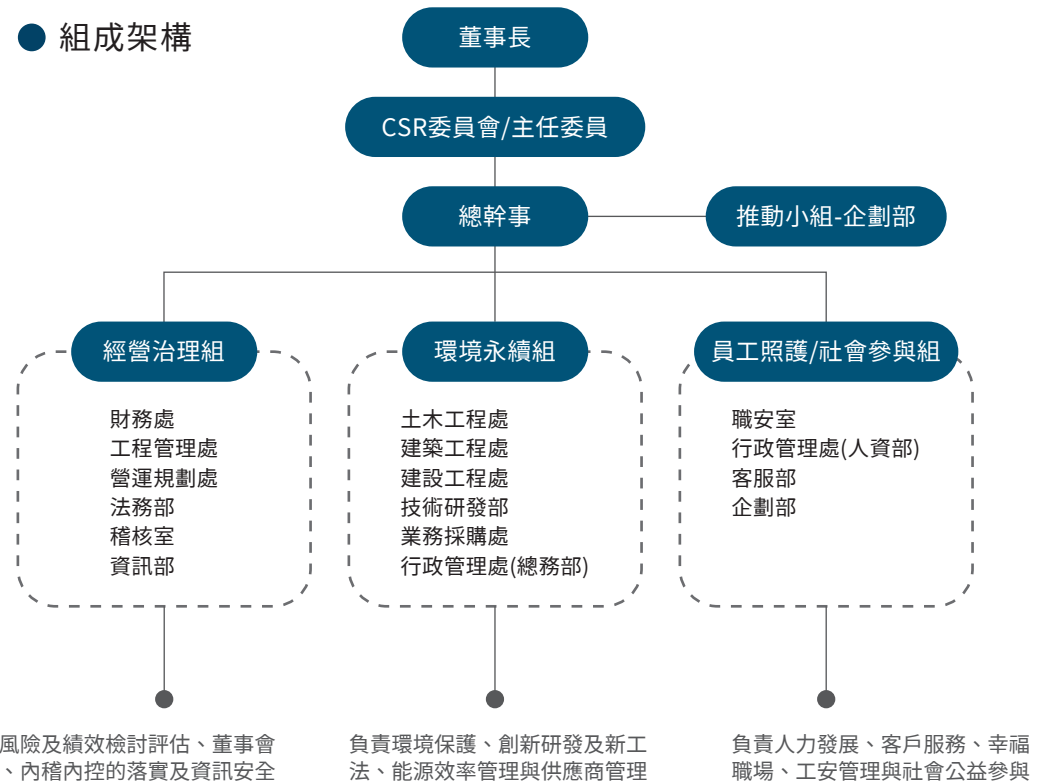 組成架構
董事長
CSR委員會/主任委員
總幹事
推動小組-企劃部
經營治理組
財務處
工程管理處
營運規劃處
法務部
稽核室
資訊部
環境永續組
土木工程處
建築工程處
建設工程處
技術研發部
業務採購處
行政管理處(總務部)
員工照護/社會參與組
職安室
行政管理處(人資部)
客服部
企劃部
風險及績效檢討評估、董事會
、內稽內控的落實及資訊安全
負責環境保護、創新研發及新工
法、能源效率管理與供應商管理
負責人力發展、客戶服務、幸福
職場、工安管理與社會公益參與